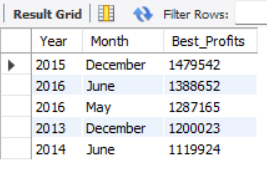 Result Grid Filter Rows:
Year Month Best_Profits
2015 December 1479542
2016 June 1388652
2016 May 1287165
2013 December 1200023
2014 June 1119924